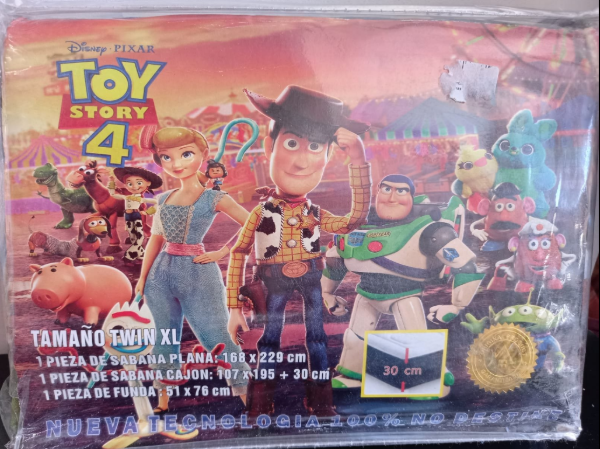 Disney · PIXAR
TOY
STORY
4
TAMAÑO TWIN XL
1 PIEZA DE SABANA PLANA: 168 X 229 cm
1 PIEZA DE SABANA CAJON: 107 X 195 + 30 cm
1 PIEZA DE FUNDA: 51 X 76 cm
30 cm
NUEVA TECNOLOGIA 100% NO DESTIÑE